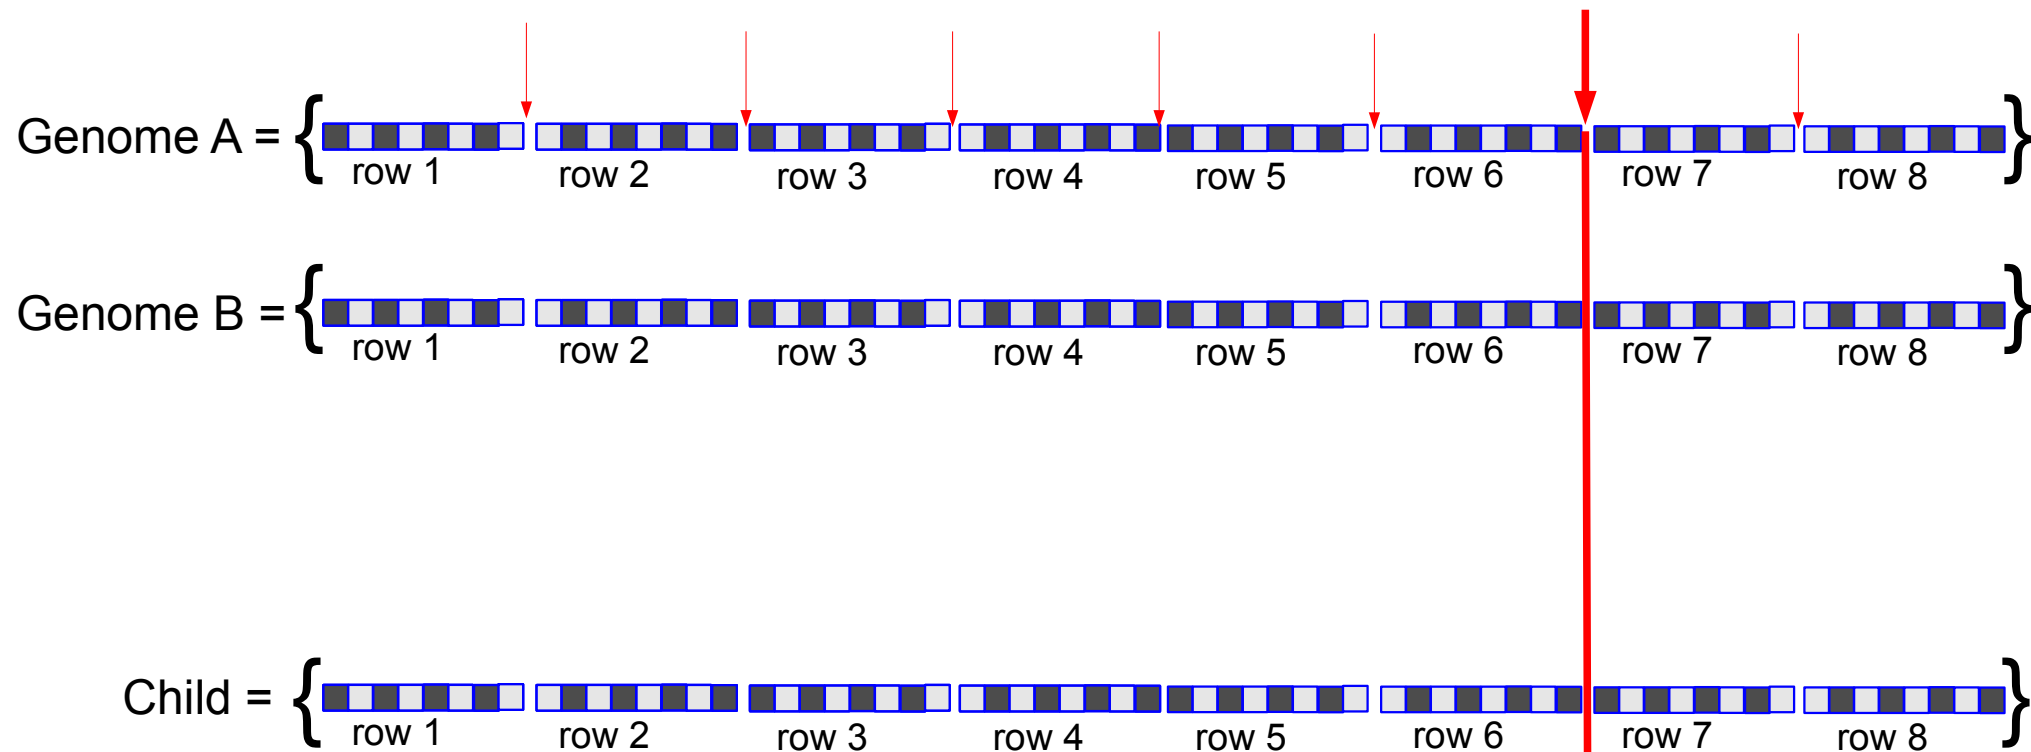 Genome A = { }
row 1 row 2 row 3 row 4 row 5 row 6 row 7 row 8
Genome B = { }
row 1 row 2 row 3 row 4 row 5 row 6 row 7 row 8
Child = { }
row 1 row 2 row 3 row 4 row 5 row 6 row 7 row 8